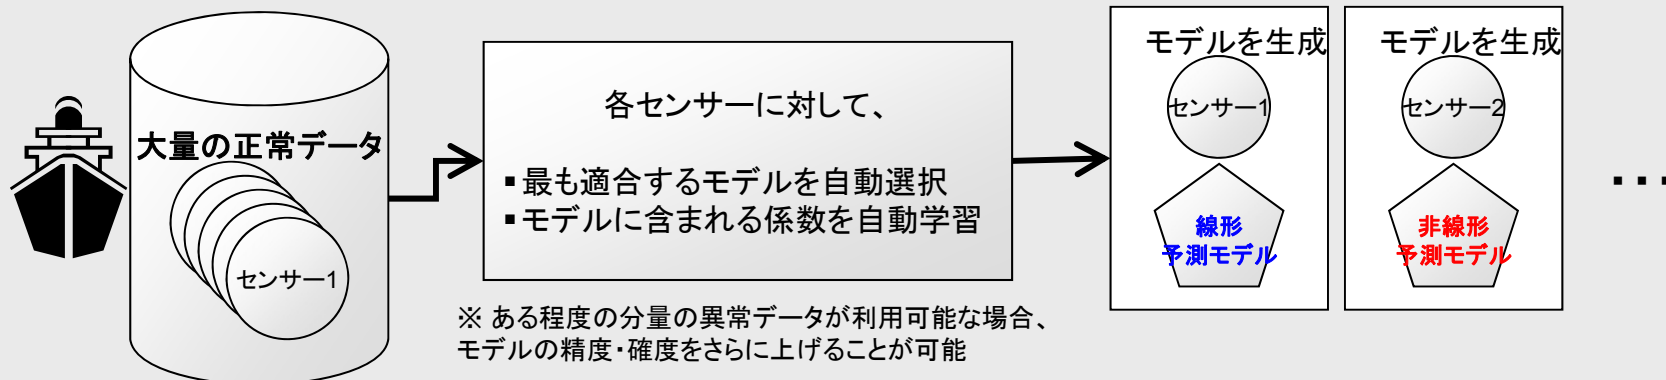 大量の正常データ
センサー1
各センサーに対して、
▪最も適合するモデルを自動選択
▪モデルに含まれる係数を自動学習
※ ある程度の分量の異常データが利用可能な場合、
モデルの精度・確度をさらに上げることが可能
モデルを生成
センサー1
線形
予測モデル
モデルを生成
センサー2
非線形
予測モデル
...